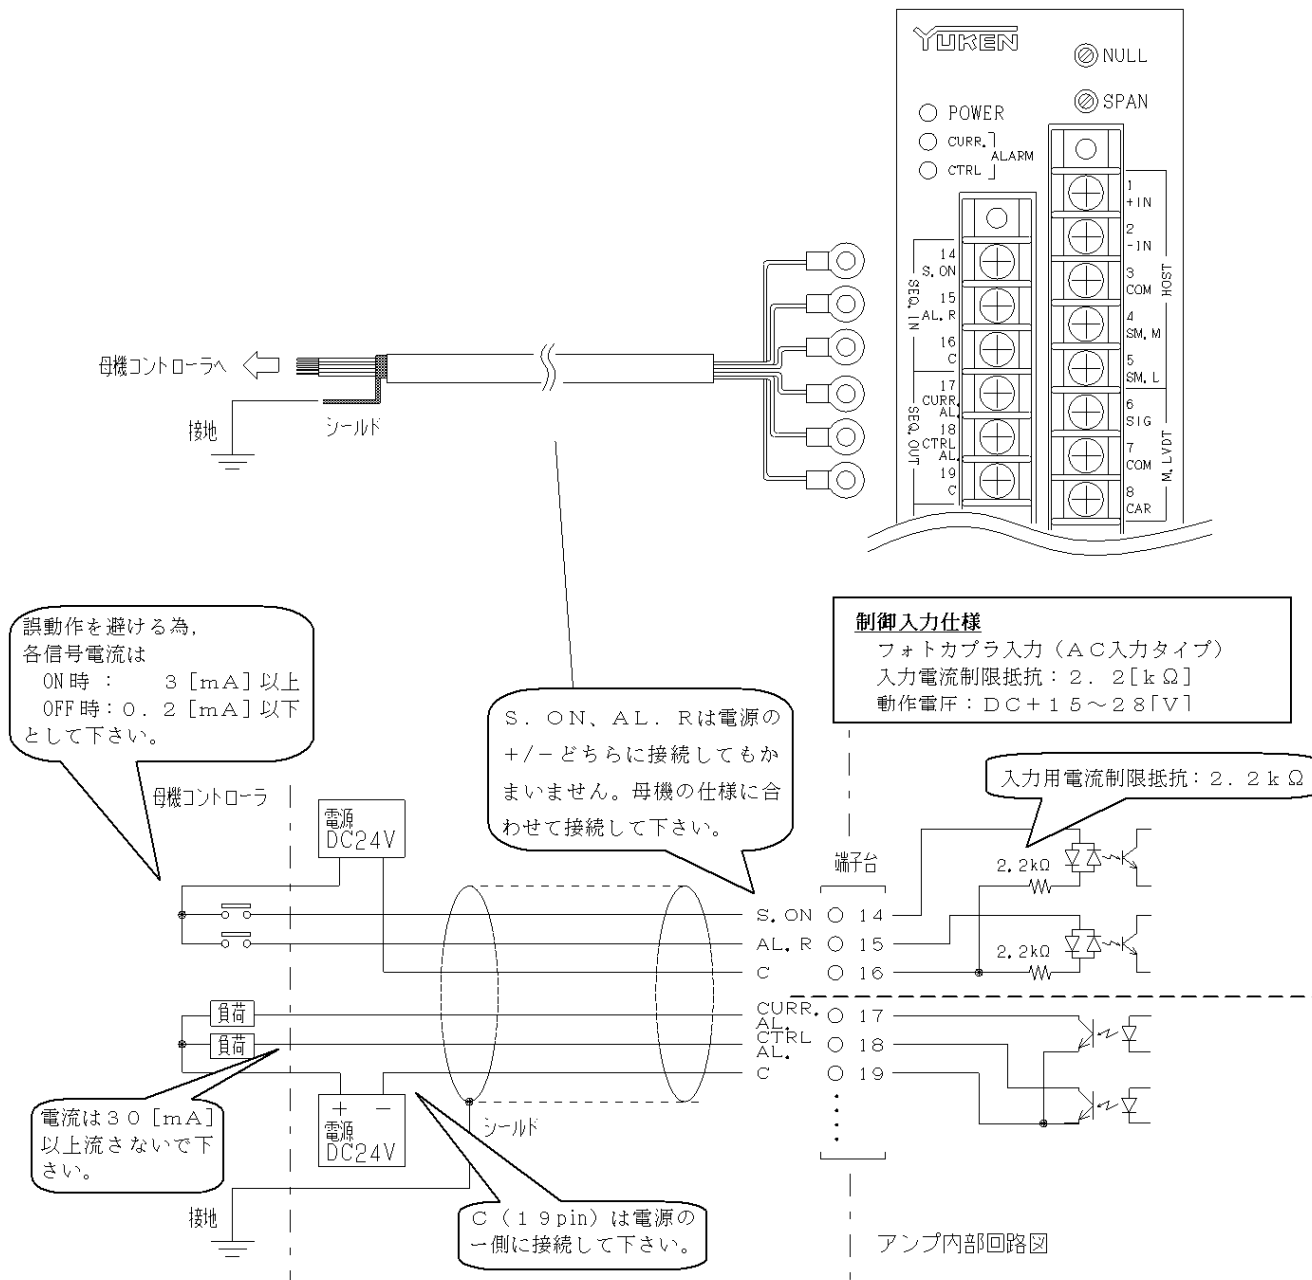 YUKEN
NULL
SPAN
POWER
CURR.
CTRL
ALARM
1
+IN
2
-IN
3
COM
4
SM.M
5
SM.L
6
SIG
7
COM
8
CAR
HOST
M.LVDT
14
S.ON
15
AL.R
16
C
17
CURR.
AL.
18
CTRL
AL.
19
C
SEQ.IN
SEQ.OUT
母機コントローラへ
接地
シールド
誤動作を避ける為,
各信号電流は
ON時: 3[mA]以上
OFF時:0.2[mA]以下
として下さい。
制御入力仕様
フォトカプラ入力(AC入力タイプ)
入力電流制限抵抗:2.2[kΩ]
動作電圧:DC+15~28[V]
S.ON、AL.Rは電源の
+/-どちらに接続してもか
まいません。母機の仕様に合
わせて接続して下さい。
入力用電流制限抵抗:2.2kΩ
母機コントローラ
電源
DC24V
端子台
2.2kΩ
S.ON 14
AL.R 15
2.2kΩ
C 16
CURR.
AL. 17
CTRL
AL. 18
C 19
負荷
負荷
+ -
電源
DC24V
電流は30[mA]
以上流さないで下
さい。
シールド
接地
C(19pin)は電源の
-側に接続して下さい。
アンプ内部回路図